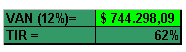 VAN (12%)= $ 744.298,09
TIR = 62%